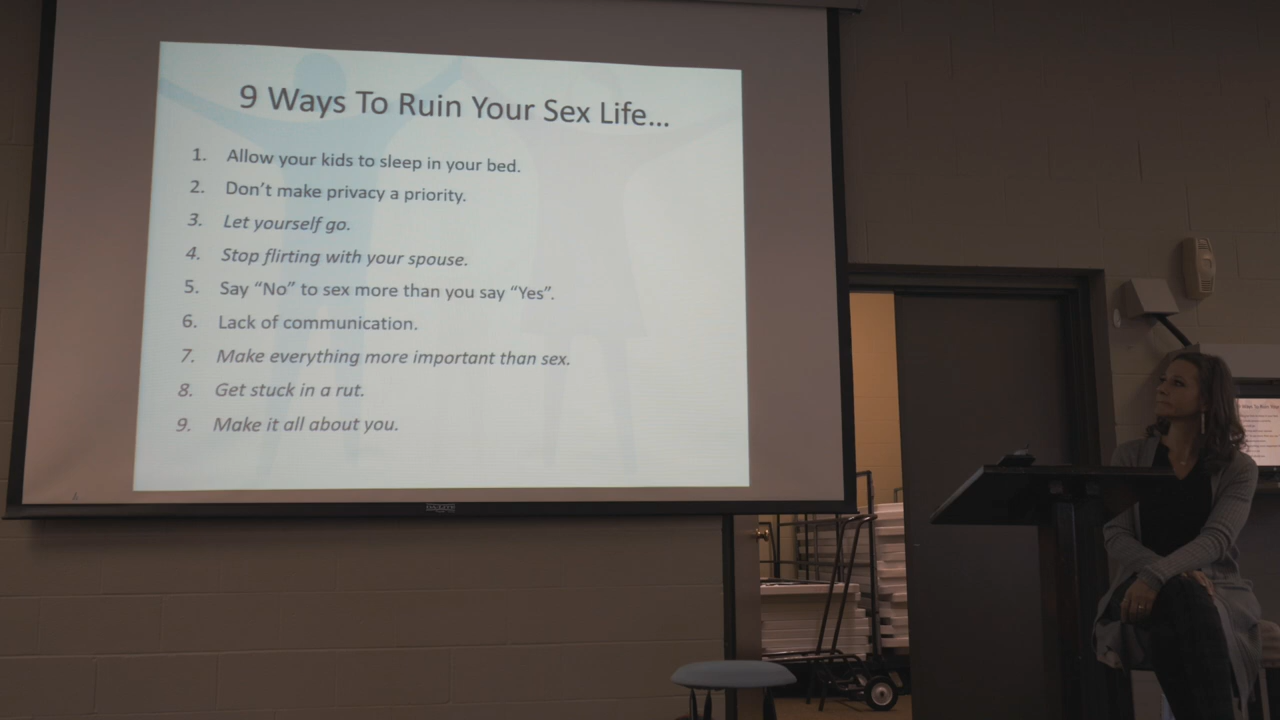 9 Ways To Ruin Your Sex Life...
1. Allow your kids to sleep in your bed.
2. Don't make privacy a priority.
3. Let yourself go.
4. Stop flirting with your spouse.
5. Say “No” to sex more than you say “Yes”.
6. Lack of communication.
7. Make everything more important than sex.
8. Get stuck in a rut.
9. Make it all about you.